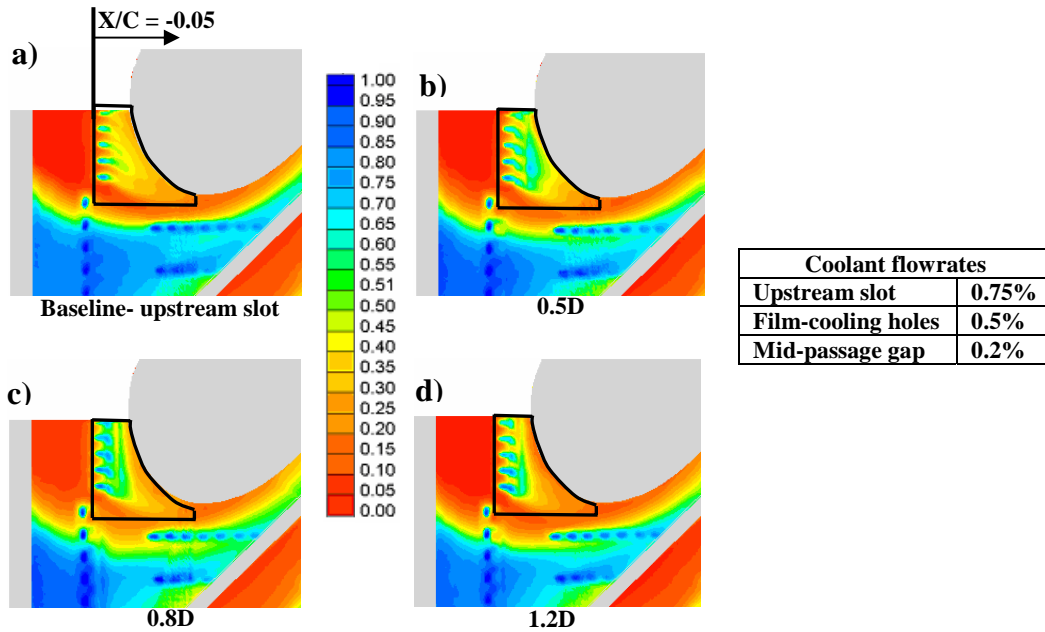 X/C = -0.05
a)
Baseline- upstream slot
1.00
0.95
0.90
0.85
0.80
0.75
0.70
0.65
0.60
0.55
0.51
0.45
0.40
0.35
0.30
0.25
0.20
0.15
0.10
0.05
0.00
b)
0.5D
Coolant flowrates
Upstream slot 0.75%
Film-cooling holes 0.5%
Mid-passage gap 0.2%
c)
0.8D
d)
1.2D